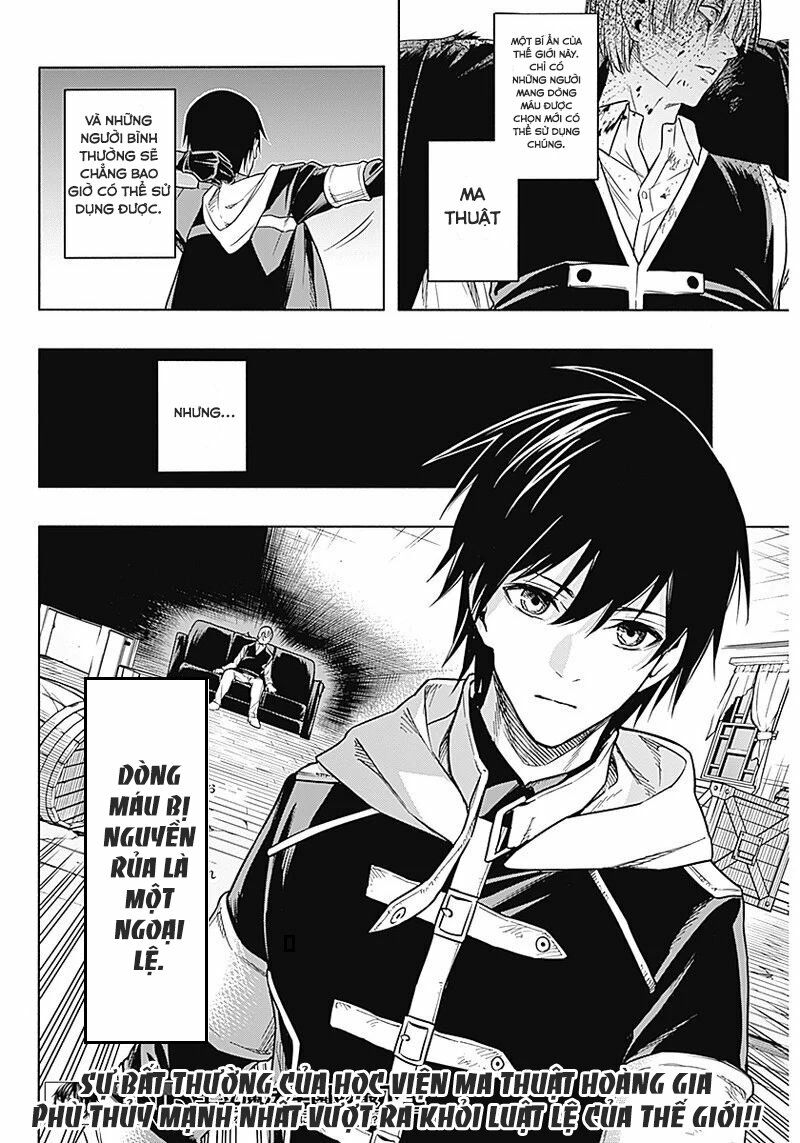 MỘT BÍ ẨN CỦA
THẾ GIỚI NÀY.
CHỈ CÓ
NHỮNG NGƯỜI
MANG DÓNG
MÁU ĐƯỢC
CHỌN MỚI CÓ
THỂ SỬ DỤNG
CHÚNG.
MA
THUẬT
VÀ NHỮNG
NGƯỜI BÌNH
THƯỜNG SẼ
CHẲNG BAO
GIỜ CÓ THỂ SỬ
DỤNG ĐƯỢC.
NHƯNG...
DÒNG
MÁU BỊ
NGUYỀN
RỦA LÀ
MỘT
NGOẠI
LỆ.
SỰ BẤT THƯỜNG CỦA HỌC VIỆN MA THUẬT HOÀNG GIA
PHÙ THỦY MẠNH NHẤT VƯỢT RA KHỎI LUẬT LỆ CỦA THẾ GIỚI!!